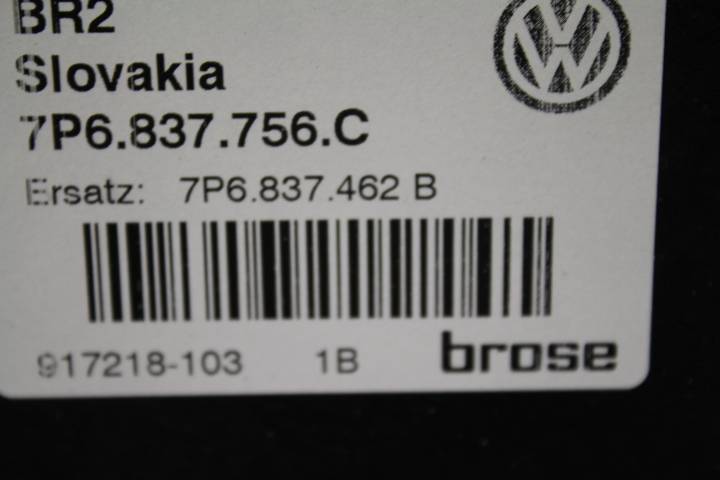 BR2
Slovakia
7P6.837.756.C
Ersatz: 7P6.837.462 B
917218-103 1B brose